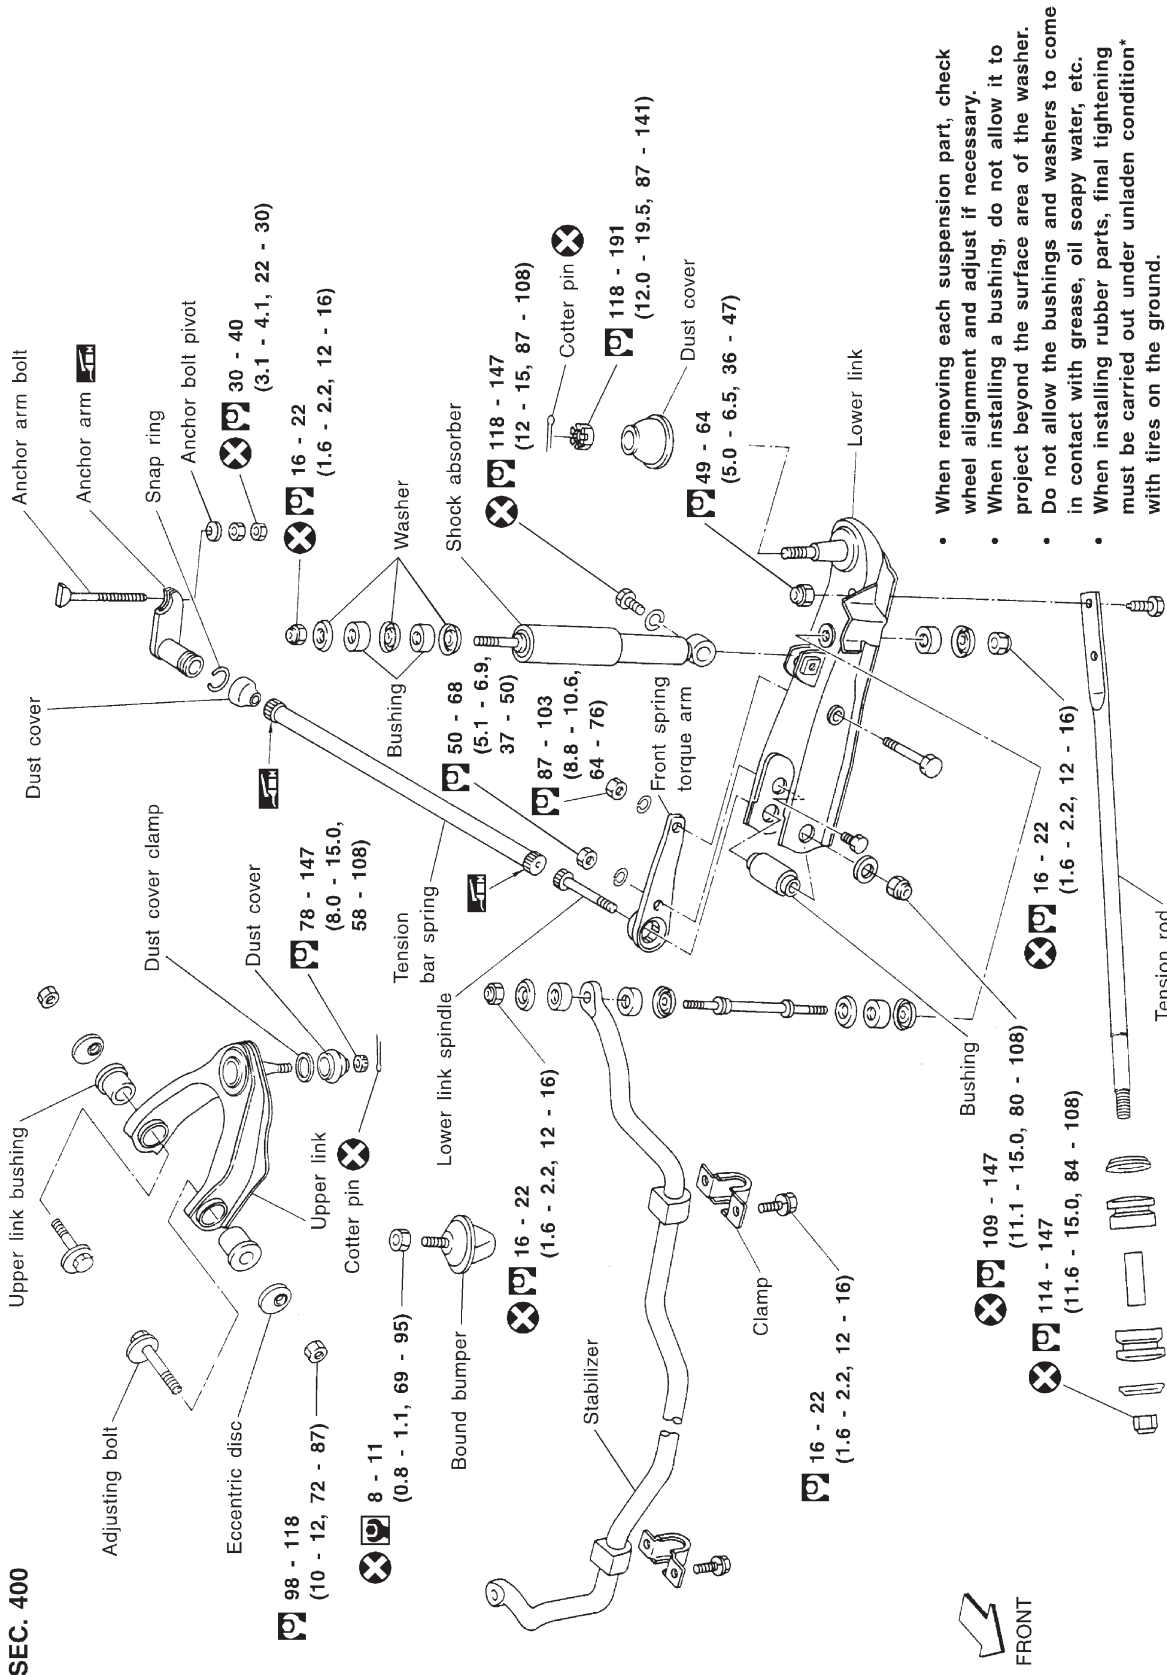 SEC. 400
Adjusting bolt
Upper link bushing
Eccentric disc
98 - 118
(10 - 12, 72 - 87)
8 - 11
(0.8 - 1.1, 69 - 95)
Bound bumper
Upper link
Cotter pin
Dust cover clamp
Dust cover
78 - 147
(8.0 - 15.0,
58 - 108)
Dust cover
Anchor arm bolt
Anchor arm
Snap ring
Anchor bolt pivot
30 - 40
(3.1 - 4.1, 22 - 30)
16 - 22
(1.6 - 2.2, 12 - 16)
Washer
Bushing
Shock absorber
Tension
bar spring
Lower link spindle
50 - 68
(5.1 - 6.9,
37 - 50)
87 - 103
(8.8 - 10.6,
64 - 76)
Front spring
torque arm
118 - 147
(12 - 15, 87 - 108)
Cotter pin
118 - 191
(12.0 - 19.5, 87 - 141)
Dust cover
49 - 64
(5.0 - 6.5, 36 - 47)
Lower link
16 - 22
(1.6 - 2.2, 12 - 16)
Stabilizer
Clamp
16 - 22
(1.6 - 2.2, 12 - 16)
Bushing
109 - 147
(11.1 - 15.0, 80 - 108)
114 - 147
(11.6 - 15.0, 84 - 108)
16 - 22
(1.6 - 2.2, 12 - 16)
Tension rod
FRONT
• When removing each suspension part, check
wheel alignment and adjust if necessary.
• When installing a bushing, do not allow it to
project beyond the surface area of the washer.
• Do not allow the bushings and washers to come
in contact with grease, oil soapy water, etc.
• When installing rubber parts, final tightening
must be carried out under unladen condition*
with tires on the ground.